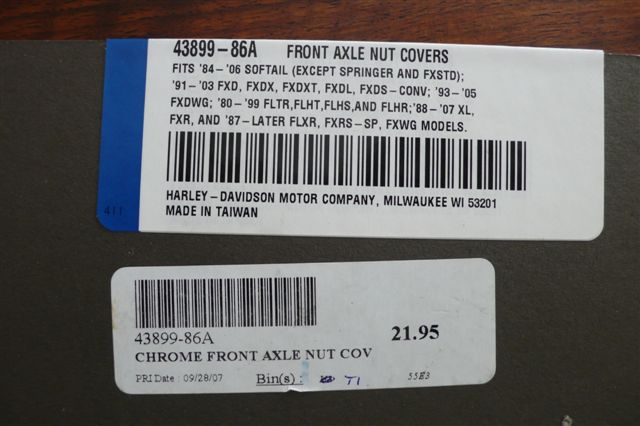 43899-86A FRONT AXLE NUT COVERS
FITS '84-'06 SOFTAIL (EXCEPT SPRINGER AND FXSTD);
'91-'03 FXD, FXDX, FXDXT, FXDL, FXDS-CONV; '93-'05
FXDWG; '80-'99 FLTR,FLHT,FLHS,AND FLHR;'88-'07 XL,
FXR, AND '87-LATER FLXR, FXRS-SP, FXWG MODELS.
HARLEY-DAVIDSON MOTOR COMPANY, MILWAUKEE WI 53201
MADE IN TAIWAN
411
43899-86A 21.95
CHROME FRONT AXLE NUT COV
PRI Date : 09/28/07 Bin(s) : T1 55E3